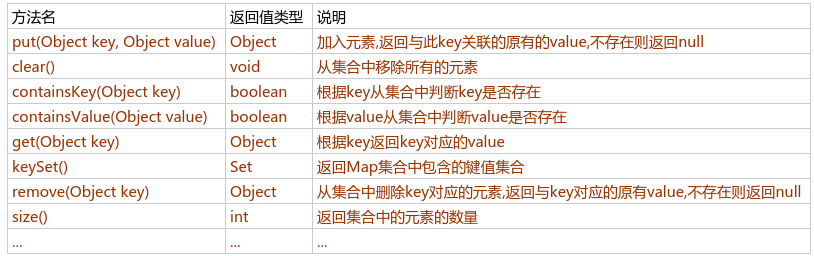 方法名 返回值类型 说明
put(Object key, Object value) Object 加入元素,返回与此key关联的原有的value,不存在则返回null
clear() void 从集合中移除所有的元素
containsKey(Object key) boolean 根据key从集合中判断key是否存在
containsValue(Object value) boolean 根据value从集合中判断value是否存在
get(Object key) Object 根据key返回key对应的value
keySet() Set 返回Map集合中包含的键值集合
remove(Object key) Object 从集合中删除key对应的元素,返回与key对应的原有value,不存在则返回null
size() int 返回集合中的元素的数量
... ... ...